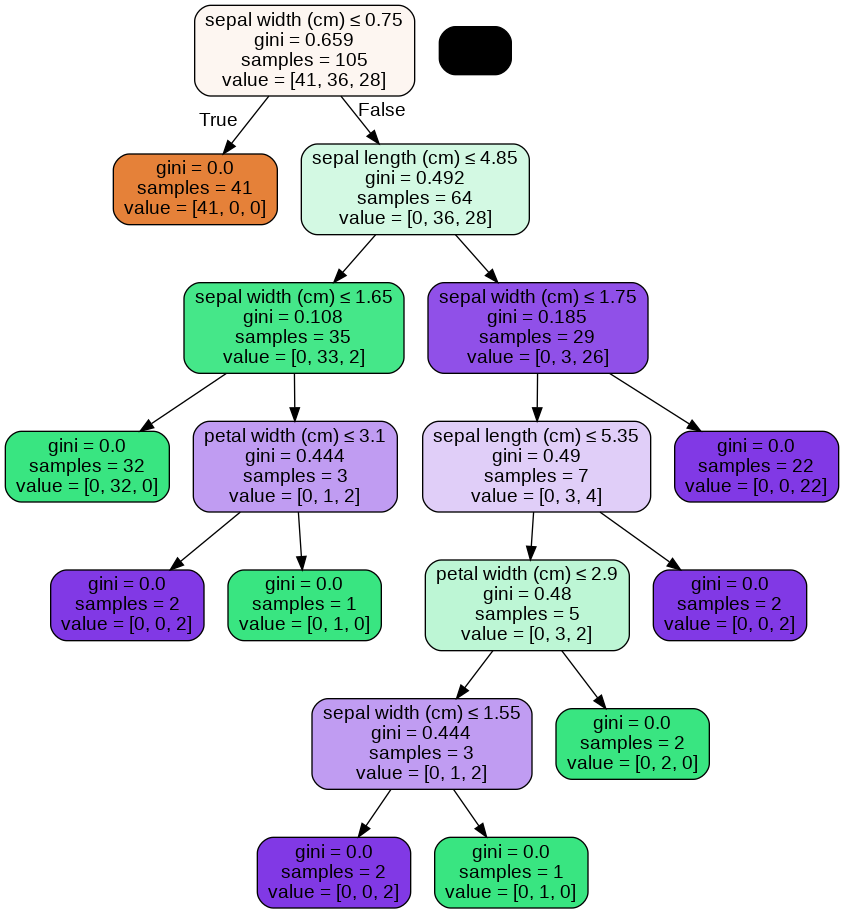 sepal width (cm) ≤ 0.75
gini = 0.659
samples = 105
value = [41, 36, 28]
True
False
gini = 0.0
samples = 41
value = [41, 0, 0]
sepal length (cm) ≤ 4.85
gini = 0.492
samples = 64
value = [0, 36, 28]
sepal width (cm) ≤ 1.65
gini = 0.108
samples = 35
value = [0, 33, 2]
sepal width (cm) ≤ 1.75
gini = 0.185
samples = 29
value = [0, 3, 26]
gini = 0.0
samples = 32
value = [0, 32, 0]
petal width (cm) ≤ 3.1
gini = 0.444
samples = 3
value = [0, 1, 2]
sepal length (cm) ≤ 5.35
gini = 0.49
samples = 7
value = [0, 3, 4]
gini = 0.0
samples = 22
value = [0, 0, 22]
gini = 0.0
samples = 2
value = [0, 0, 2]
gini = 0.0
samples = 1
value = [0, 1, 0]
petal width (cm) ≤ 2.9
gini = 0.48
samples = 5
value = [0, 3, 2]
gini = 0.0
samples = 2
value = [0, 0, 2]
sepal width (cm) ≤ 1.55
gini = 0.444
samples = 3
value = [0, 1, 2]
gini = 0.0
samples = 2
value = [0, 2, 0]
gini = 0.0
samples = 2
value = [0, 0, 2]
gini = 0.0
samples = 1
value = [0, 1, 0]